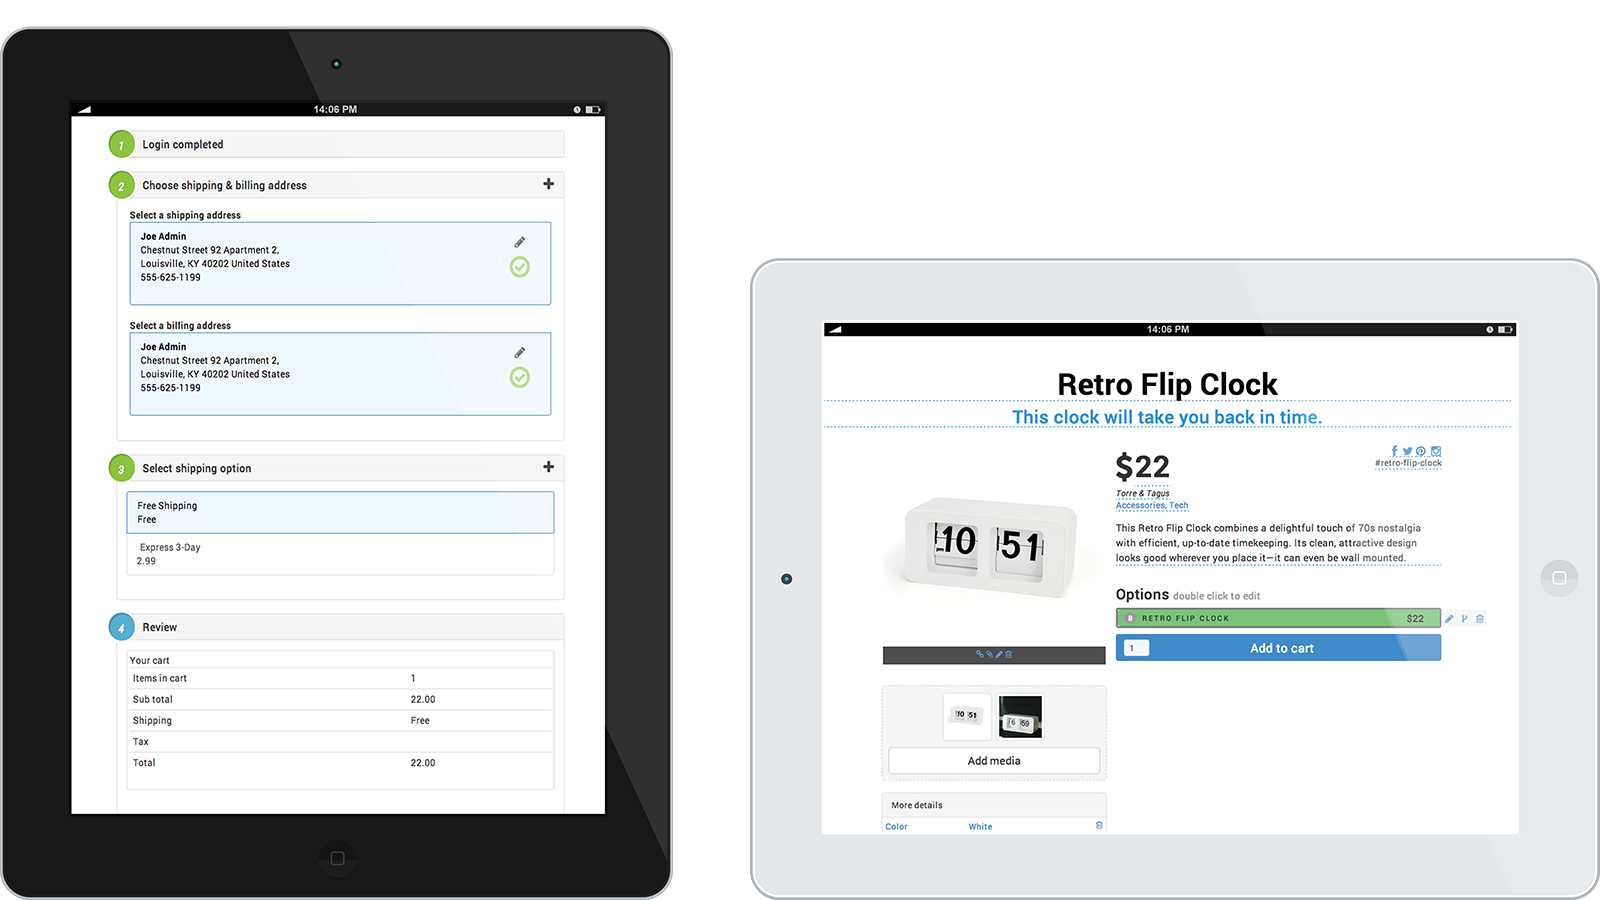 14:06 PM
1 Login completed
2 Choose shipping & billing address
Select a shipping address
Joe Admin
Chestnut Street 92 Apartment 2,
Louisville, KY 40202 United States
555-625-1199
Select a billing address
Joe Admin
Chestnut Street 92 Apartment 2,
Louisville, KY 40202 United States
555-625-1199
3 Select shipping option
Free Shipping
Free
Express 3-Day
2.99
4 Review
Your cart
Items in cart 1
Sub total 22.00
Shipping Free
Tax
Total 22.00
14:06 PM
Retro Flip Clock
This clock will take you back in time.
$22
#retro-flip-clock
Torre & Tagus
Accessories, Tech
This Retro Flip Clock combines a delightful touch of 70s nostalgia
with efficient, up-to-date timekeeping. Its clean, attractive design
looks good wherever you place it—it can even be wall mounted.
Options double click to edit
8 RETRO FLIP CLOCK $22
1 Add to cart
pm 10 51
10 51
6 59
Add media
More details
Color White